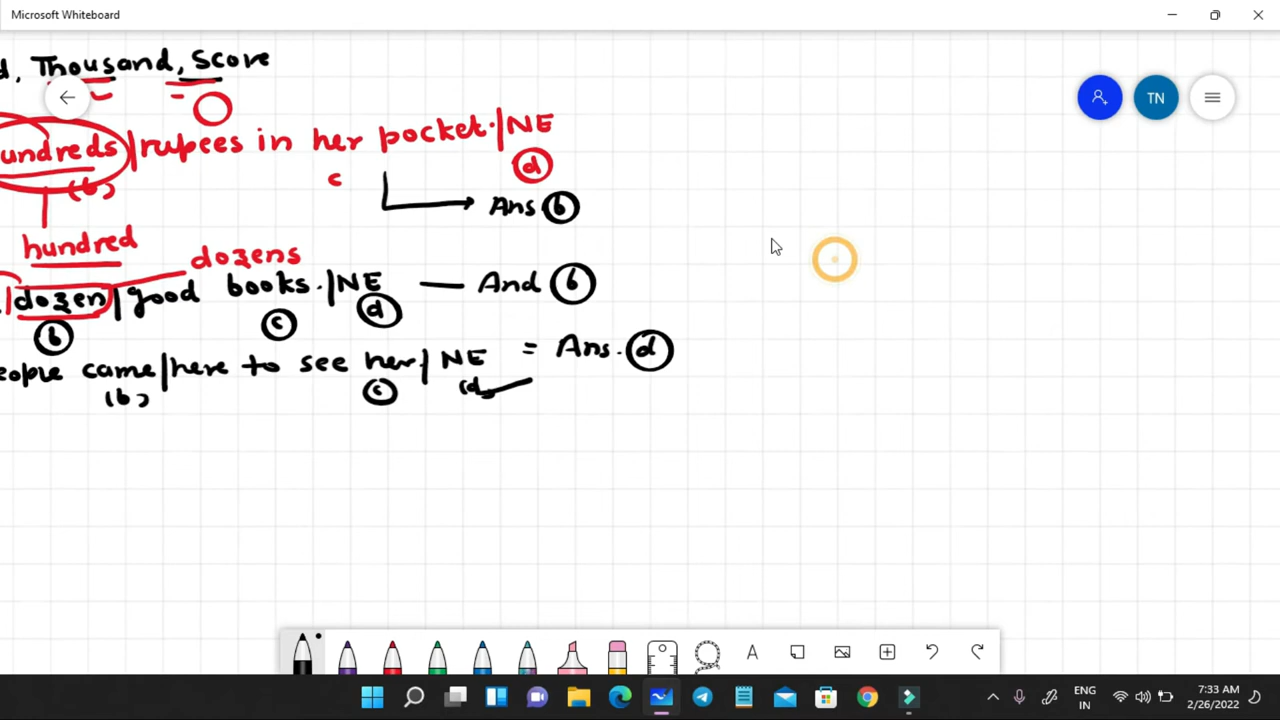 Microsoft Whiteboard
d, Thousand, Score
TN
undreds | rupees in her pocket. | NE
(b) c (d)
Ans (b)
hundred
dozens
dozen | good books. | NE — And (b)
(b) (c) (d)
eople came | here to see her | NE = Ans. (d)
(b) (c) (d)
ENG
IN
7:33 AM
2/26/2022